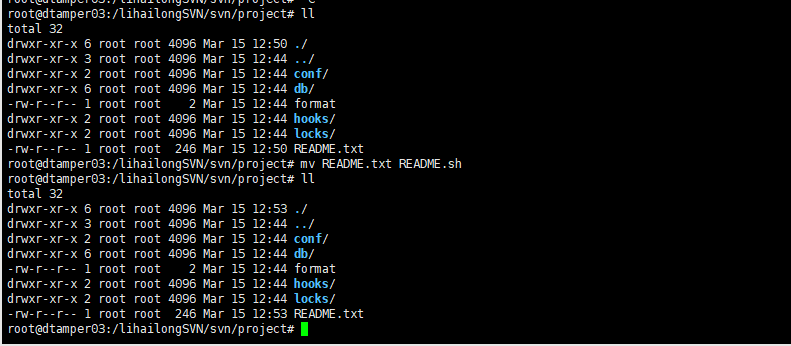 root@dtamper03:/lihailongSVN/svn/project#
root@dtamper03:/lihailongSVN/svn/project# ll
total 32
drwxr-xr-x 6 root root 4096 Mar 15 12:50 ./
drwxr-xr-x 3 root root 4096 Mar 15 12:44 ../
drwxr-xr-x 2 root root 4096 Mar 15 12:44 conf/
drwxr-xr-x 6 root root 4096 Mar 15 12:44 db/
-rw-r--r-- 1 root root    2 Mar 15 12:44 format
drwxr-xr-x 2 root root 4096 Mar 15 12:44 hooks/
drwxr-xr-x 2 root root 4096 Mar 15 12:44 locks/
-rw-r--r-- 1 root root  246 Mar 15 12:50 README.txt
root@dtamper03:/lihailongSVN/svn/project# mv README.txt README.sh
root@dtamper03:/lihailongSVN/svn/project# ll
total 32
drwxr-xr-x 6 root root 4096 Mar 15 12:53 ./
drwxr-xr-x 3 root root 4096 Mar 15 12:44 ../
drwxr-xr-x 2 root root 4096 Mar 15 12:44 conf/
drwxr-xr-x 6 root root 4096 Mar 15 12:44 db/
-rw-r--r-- 1 root root    2 Mar 15 12:44 format
drwxr-xr-x 2 root root 4096 Mar 15 12:44 hooks/
drwxr-xr-x 2 root root 4096 Mar 15 12:44 locks/
-rw-r--r-- 1 root root  246 Mar 15 12:53 README.txt
root@dtamper03:/lihailongSVN/svn/project#